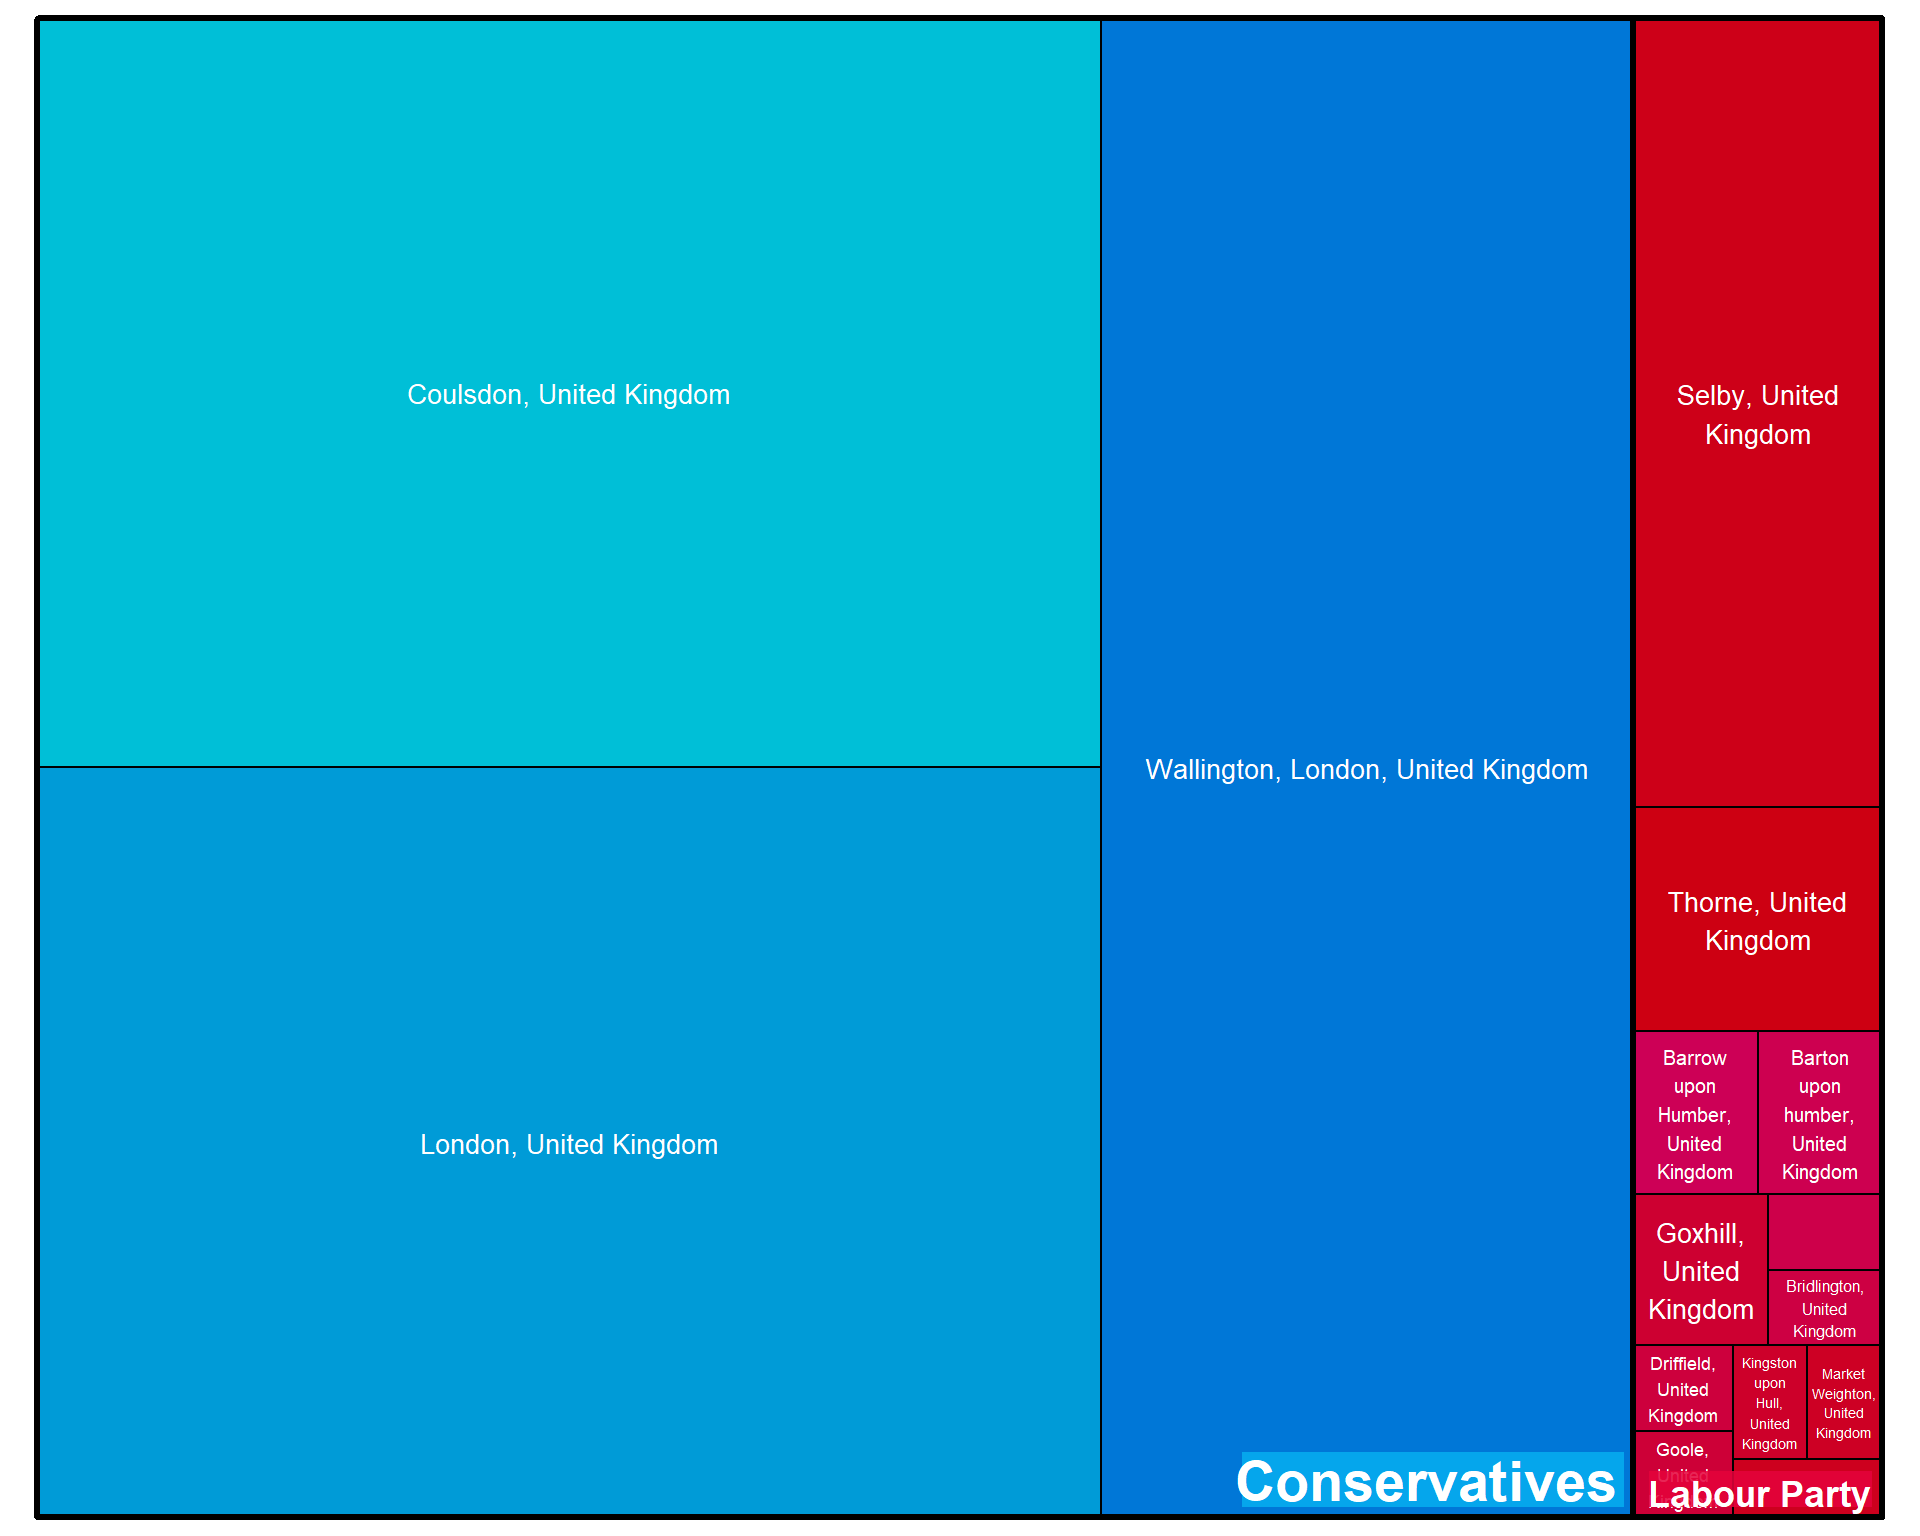 Coulsdon, United Kingdom
London, United Kingdom
Wallington, London, United Kingdom
Conservatives
Selby, United
Kingdom
Thorne, United
Kingdom
Barrow
upon
Humber,
United
Kingdom
Barton
upon
humber,
United
Kingdom
Goxhill,
United
Kingdom
Bridlington,
United
Kingdom
Driffield,
United
Kingdom
Kingston
upon
Hull,
United
Kingdom
Market
Weighton,
United
Kingdom
Goole,
United
Labour Party